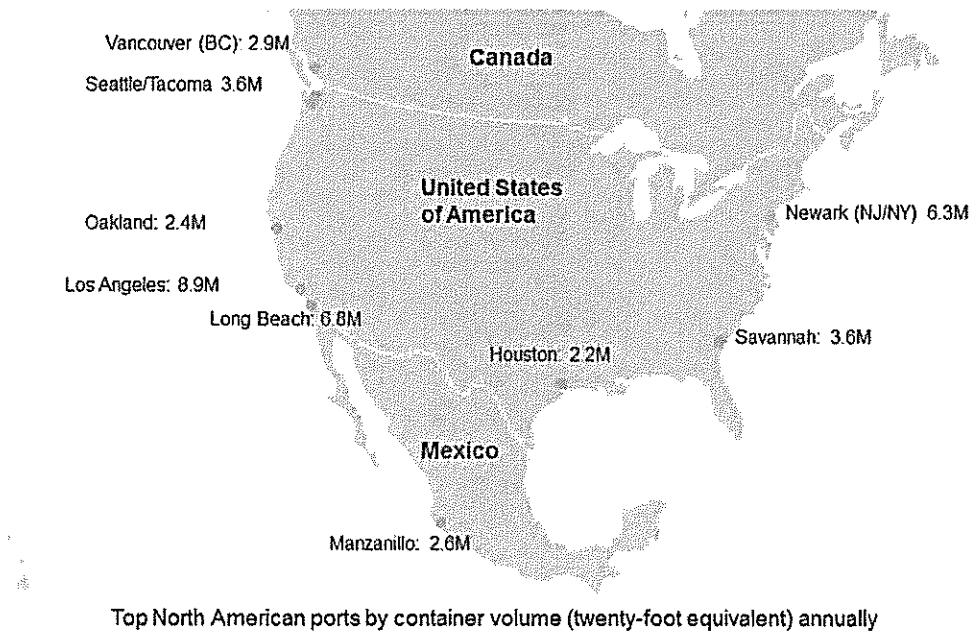 Vancouver (BC): 2.9M
Canada
Seattle/Tacoma 3.6M
United States
of America
Newark (NJ/NY) 6.3M
Oakland: 2.4M
Los Angeles: 8.9M
Long Beach: 6.8M
Savannah: 3.6M
Houston: 2.2M
Mexico
Manzanillo: 2.6M
Top North American ports by container volume (twenty-foot equivalent) annually